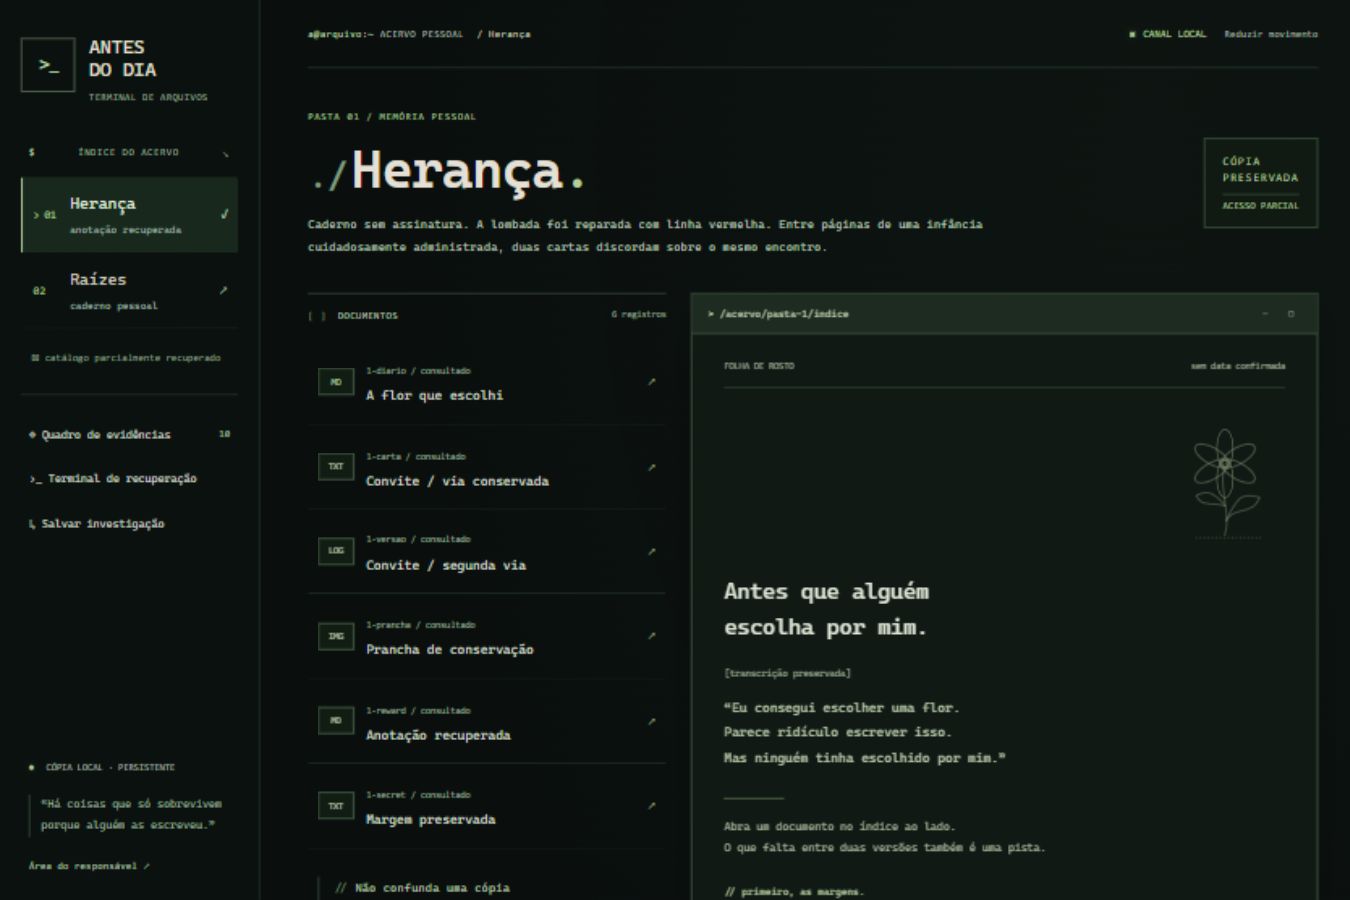 >_
ANTES
DO DIA
TERMINAL DE ARQUIVOS
$ ÍNDICE DO ACERVO ↘
> 01 Herança ✓
anotação recuperada
02 Raízes ↗
caderno pessoal
catálogo parcialmente recuperado
Quadro de evidências 10
>_ Terminal de recuperação
Salvar investigação
CÓPIA LOCAL · PERSISTENTE
“Há coisas que só sobrevivem
porque alguém as escreveu.”
Área do responsável ↗
a@arquivo:~ ACERVO PESSOAL / Herança
CANAL LOCAL Reduzir movimento
PASTA 01 / MEMÓRIA PESSOAL
./Herança.
Caderno sem assinatura. A lombada foi reparada com linha vermelha. Entre páginas de uma infância
cuidadosamente administrada, duas cartas discordam sobre o mesmo encontro.
CÓPIA
PRESERVADA
ACESSO PARCIAL
[ ] DOCUMENTOS 6 registros
MD 1-diario / consultado ↗
A flor que escolhi
TXT 1-carta / consultado ↗
Convite / via conservada
LOG 1-versao / consultado ↗
Convite / segunda via
IMG 1-prancha / consultado ↗
Prancha de conservação
MD 1-reward / consultado ↗
Anotação recuperada
TXT 1-secret / consultado ↗
Margem preservada
// Não confunda uma cópia
> /acervo/pasta-1/índice
FOLHA DE ROSTO sem data confirmada
Antes que alguém
escolha por mim.
[transcrição preservada]
“Eu consegui escolher uma flor.
Parece ridículo escrever isso.
Mas ninguém tinha escolhido por mim.”
Abra um documento no índice ao lado.
O que falta entre duas versões também é uma pista.
// primeiro, as margens.